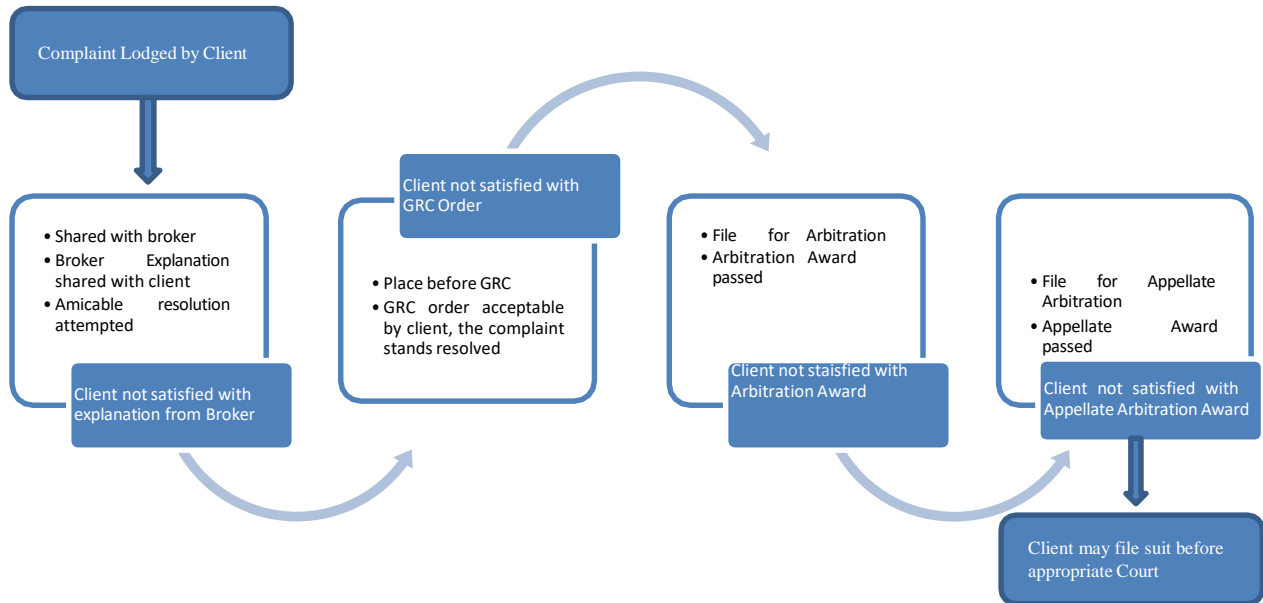 Complaint Lodged by Client
• Shared with broker
• Broker Explanation
shared with client
• Amicable resolution
attempted
Client not satisfied with
explanation from Broker
Client not satisfied with
GRC Order
• Place before GRC
• GRC order acceptable
by client, the complaint
stands resolved
• File for Arbitration
• Arbitration Award
passed
Client not staisfied with
Arbitration Award
• File for Appellate
Arbitration
• Appellate Award
passed
Client not satisfied with
Appellate Arbitration Award
Client may file suit before
appropriate Court